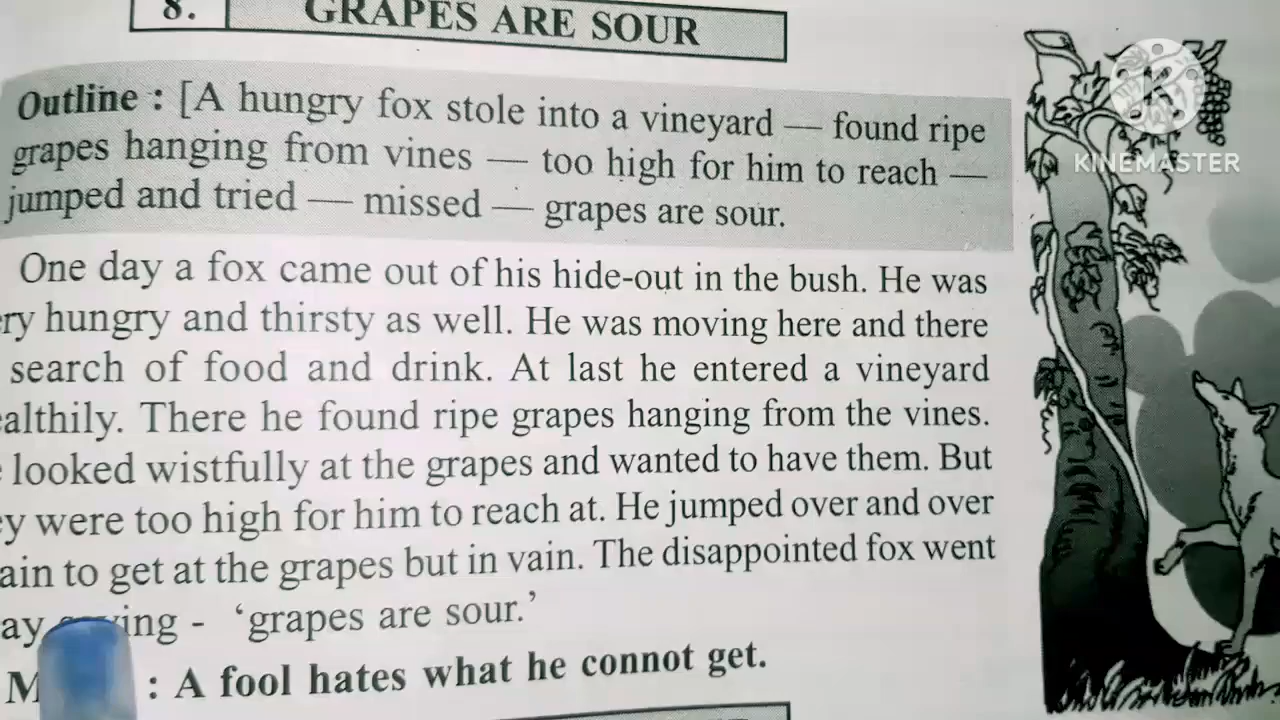 8. GRAPES ARE SOUR
Outline : [A hungry fox stole into a vineyard — found ripe
grapes hanging from vines — too high for him to reach —
jumped and tried — missed — grapes are sour.
One day a fox came out of his hide-out in the bush. He was
ry hungry and thirsty as well. He was moving here and there
search of food and drink. At last he entered a vineyard
ealthily. There he found ripe grapes hanging from the vines.
e looked wistfully at the grapes and wanted to have them. But
ey were too high for him to reach at. He jumped over and over
ain to get at the grapes but in vain. The disappointed fox went
ay ing - ‘grapes are sour.’
M : A fool hates what he connot get.
KINEMASTER